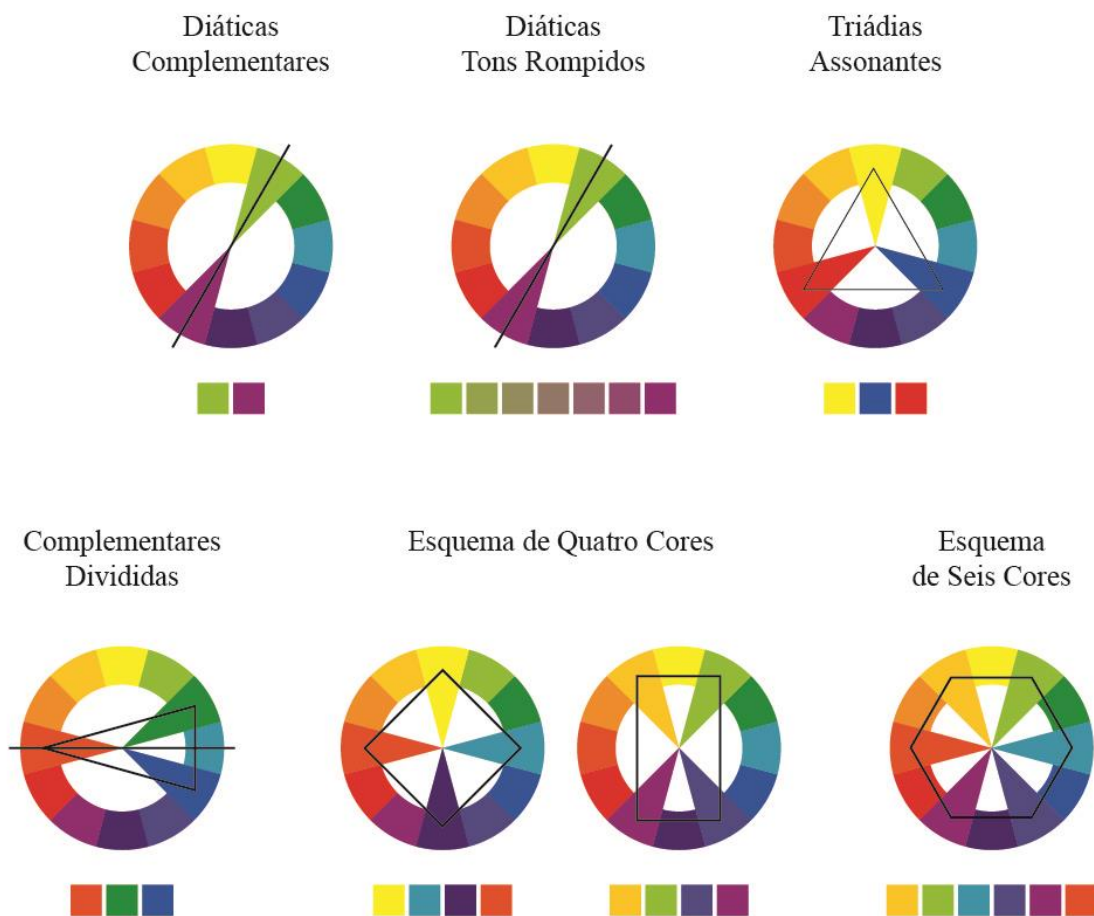 Diáticas
Complementares
Diáticas
Tons Rompidos
Triádias
Assonantes
Complementares
Divididas
Esquema de Quatro Cores
Esquema
de Seis Cores